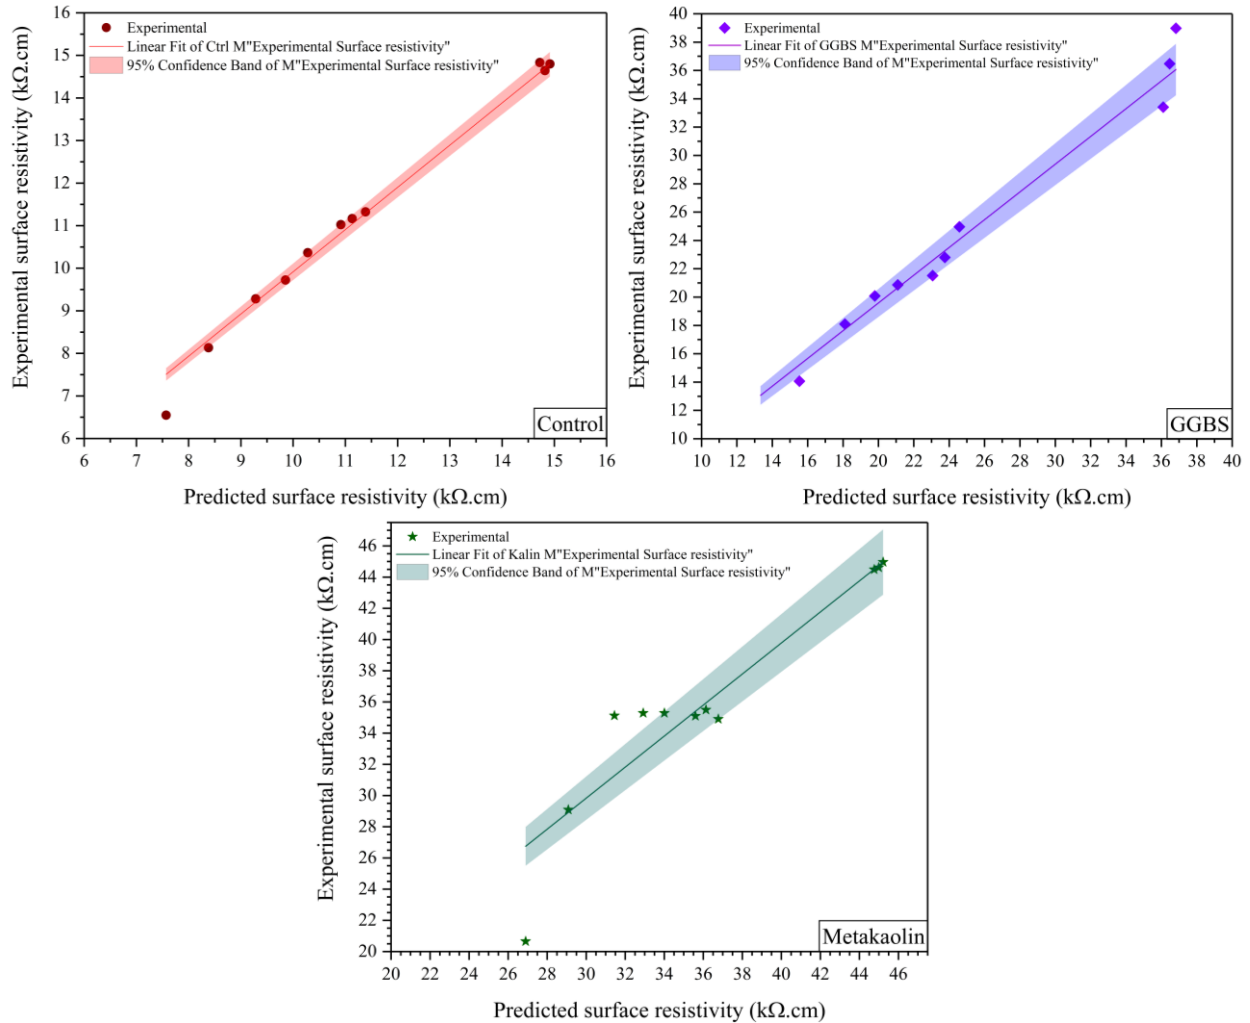 Experimental
Linear Fit of Ctrl M"Experimental Surface resistivity"
95% Confidence Band of M"Experimental Surface resistivity"
Experimental surface resistivity (kΩ.cm)
16
15
14
13
12
11
10
9
8
7
6
6 7 8 9 10 11 12 13 14 15 16
Control
Predicted surface resistivity (kΩ.cm)
Experimental
Linear Fit of GGBS M"Experimental Surface resistivity"
95% Confidence Band of M"Experimental Surface resistivity"
Experimental surface resistivity (kΩ.cm)
40
38
36
34
32
30
28
26
24
22
20
18
16
14
12
10
10 12 14 16 18 20 22 24 26 28 30 32 34 36 38 40
GGBS
Predicted surface resistivity (kΩ.cm)
Experimental
Linear Fit of Kalin M"Experimental Surface resistivity"
95% Confidence Band of M"Experimental Surface resistivity"
Experimental surface resistivity (kΩ.cm)
46
44
42
40
38
36
34
32
30
28
26
24
22
20
20 22 24 26 28 30 32 34 36 38 40 42 44 46
Metakaolin
Predicted surface resistivity (kΩ.cm)